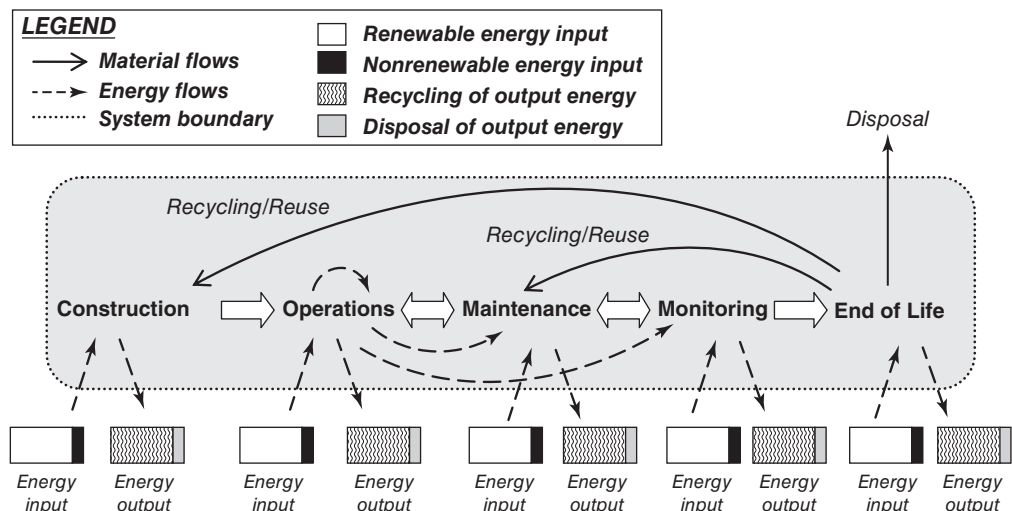 LEGEND
Material flows
Energy flows
System boundary
Renewable energy input
Nonrenewable energy input
Recycling of output energy
Disposal of output energy
Disposal
Recycling/Reuse
Recycling/Reuse
Construction
Operations
Maintenance
Monitoring
End of Life
Energy
input
Energy
output
Energy
input
Energy
output
Energy
input
Energy
output
Energy
input
Energy
output
Energy
input
Energy
output